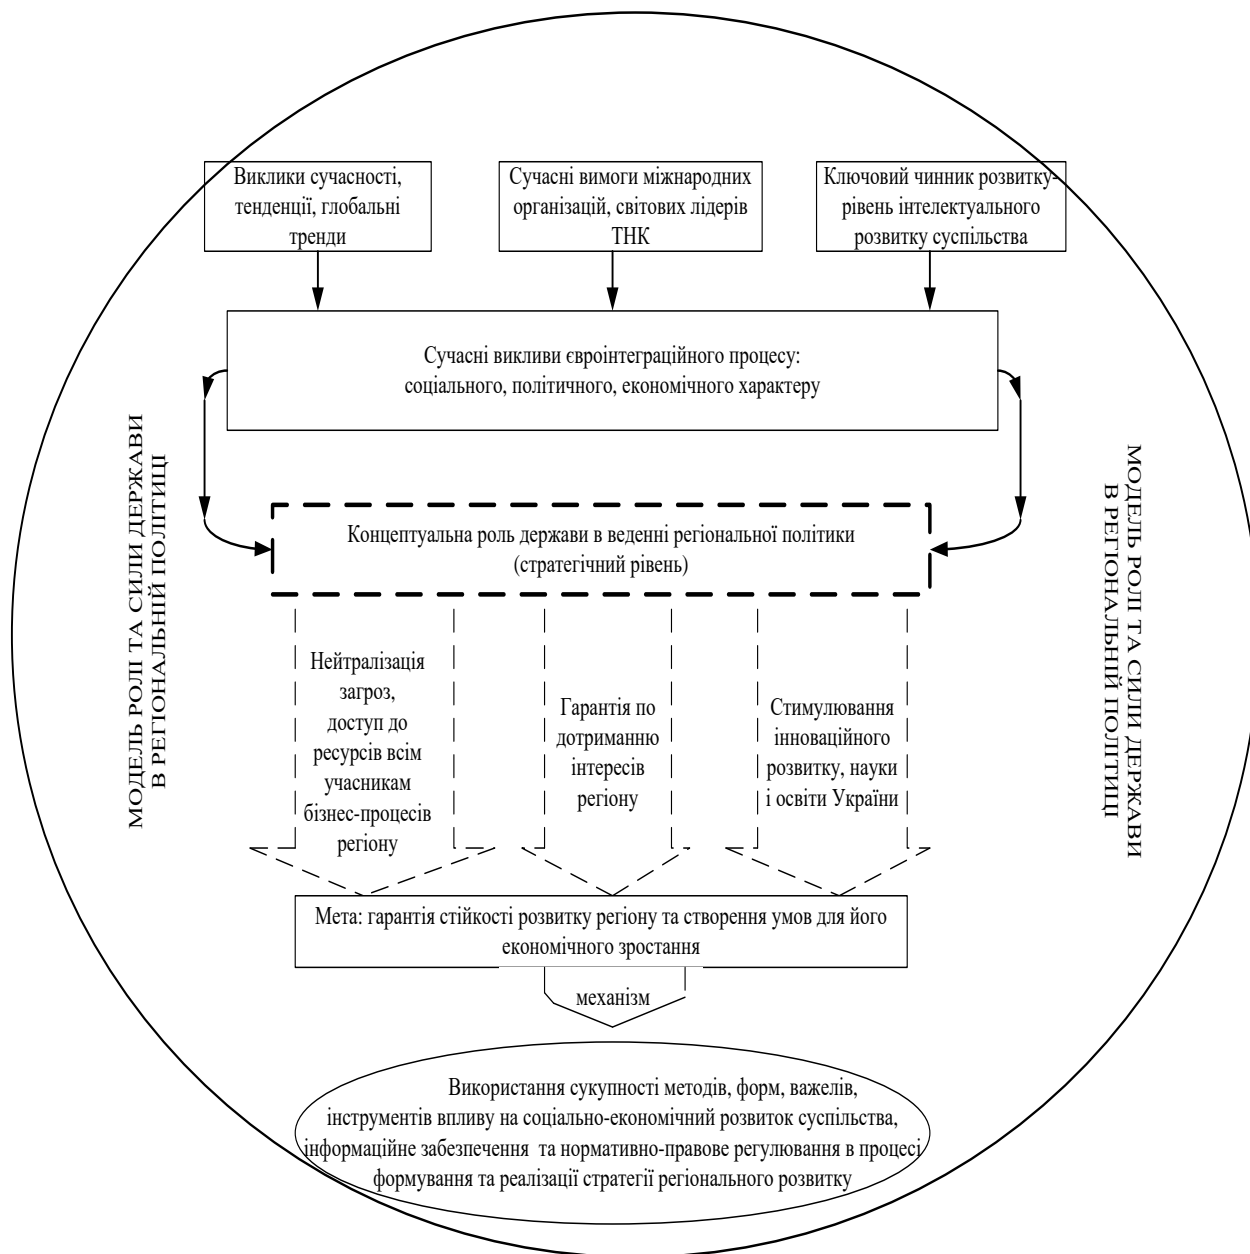 Виклики сучасності,
тенденції, глобальні
тренди
Сучасні вимоги міжнародних
організацій, світових лідерів
ТНК
Ключовий чинник розвитку-
рівень інтелектуального
розвитку суспільства
Сучасні викливи євроінтеграційного процесу:
соціального, політичного, економічного характеру
МОДЕЛЬ РОЛІ ТА СИЛИ ДЕРЖАВИ
В РЕГІОНАЛЬНІЙ ПОЛІТИЦІ
Концептуальна роль держави в веденні регіональної політики
(стратегічний рівень)
МОДЕЛЬ РОЛІ ТА СИЛИ ДЕРЖАВИ
В РЕГІОНАЛЬНІЙ ПОЛІТИЦІ
Нейтралізація
загроз,
доступ до
ресурсів всім
учасникам
бізнес-процесів
регіону
Гарантія по
дотриманню
інтересів
регіону
Стимулювання
інноваційного
розвитку, науки
і освіти України
Мета: гарантія стійкості розвитку регіону та створення умов для його
економічного зростання
механізм
Використання сукупності методів, форм, важелів,
інструментів впливу на соціально-економічний розвиток суспільства,
інформаційне забезпечення та нормативно-правове регулювання в процесі
формування та реалізації стратегії регіонального розвитку